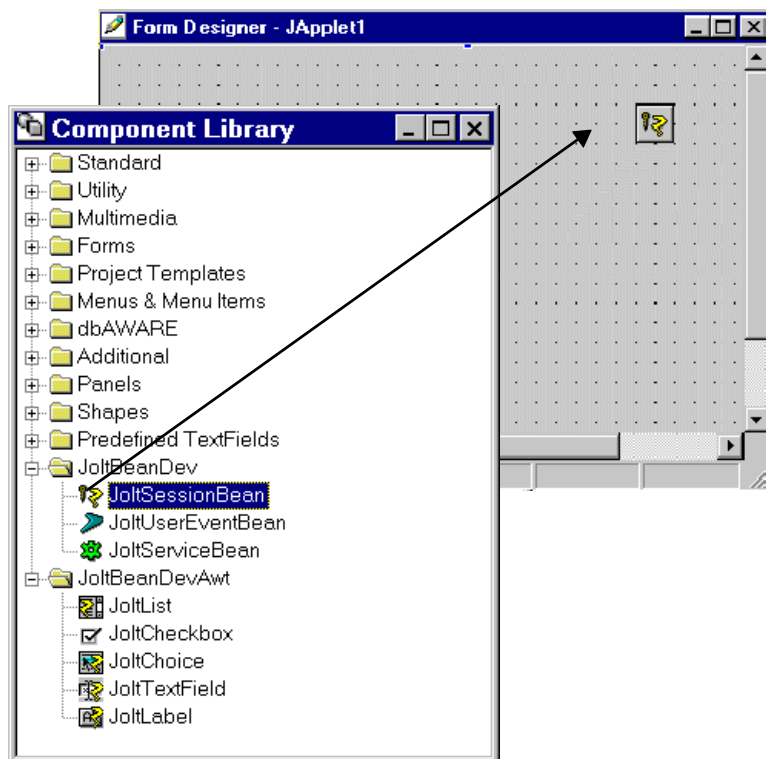 Form Designer - JApplet1
Component Library
Standard
Utility
Multimedia
Forms
Project Templates
Menus & Menu Items
dbAWARE
Additional
Panels
Shapes
Predefined TextFields
JoltBeanDev
JoltSessionBean
JoltUserEventBean
JoltServiceBean
JoltBeanDevAwt
JoltList
JoltCheckbox
JoltChoice
JoltTextField
JoltLabel